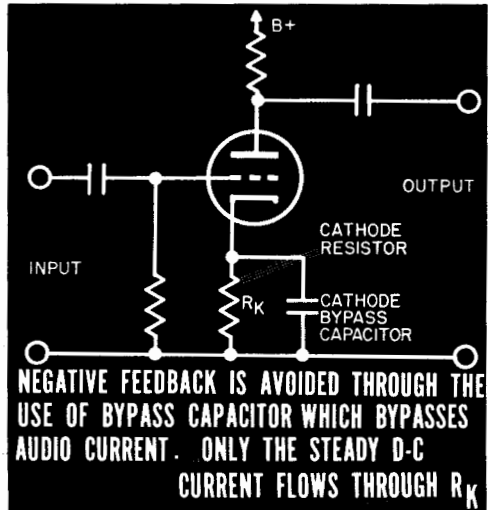 B+
OUTPUT
CATHODE
RESISTOR
INPUT
RK
CATHODE
BYPASS
CAPACITOR
NEGATIVE FEEDBACK IS AVOIDED THROUGH THE
USE OF BYPASS CAPACITOR WHICH BYPASSES
AUDIO CURRENT. ONLY THE STEADY D-C
CURRENT FLOWS THROUGH RK